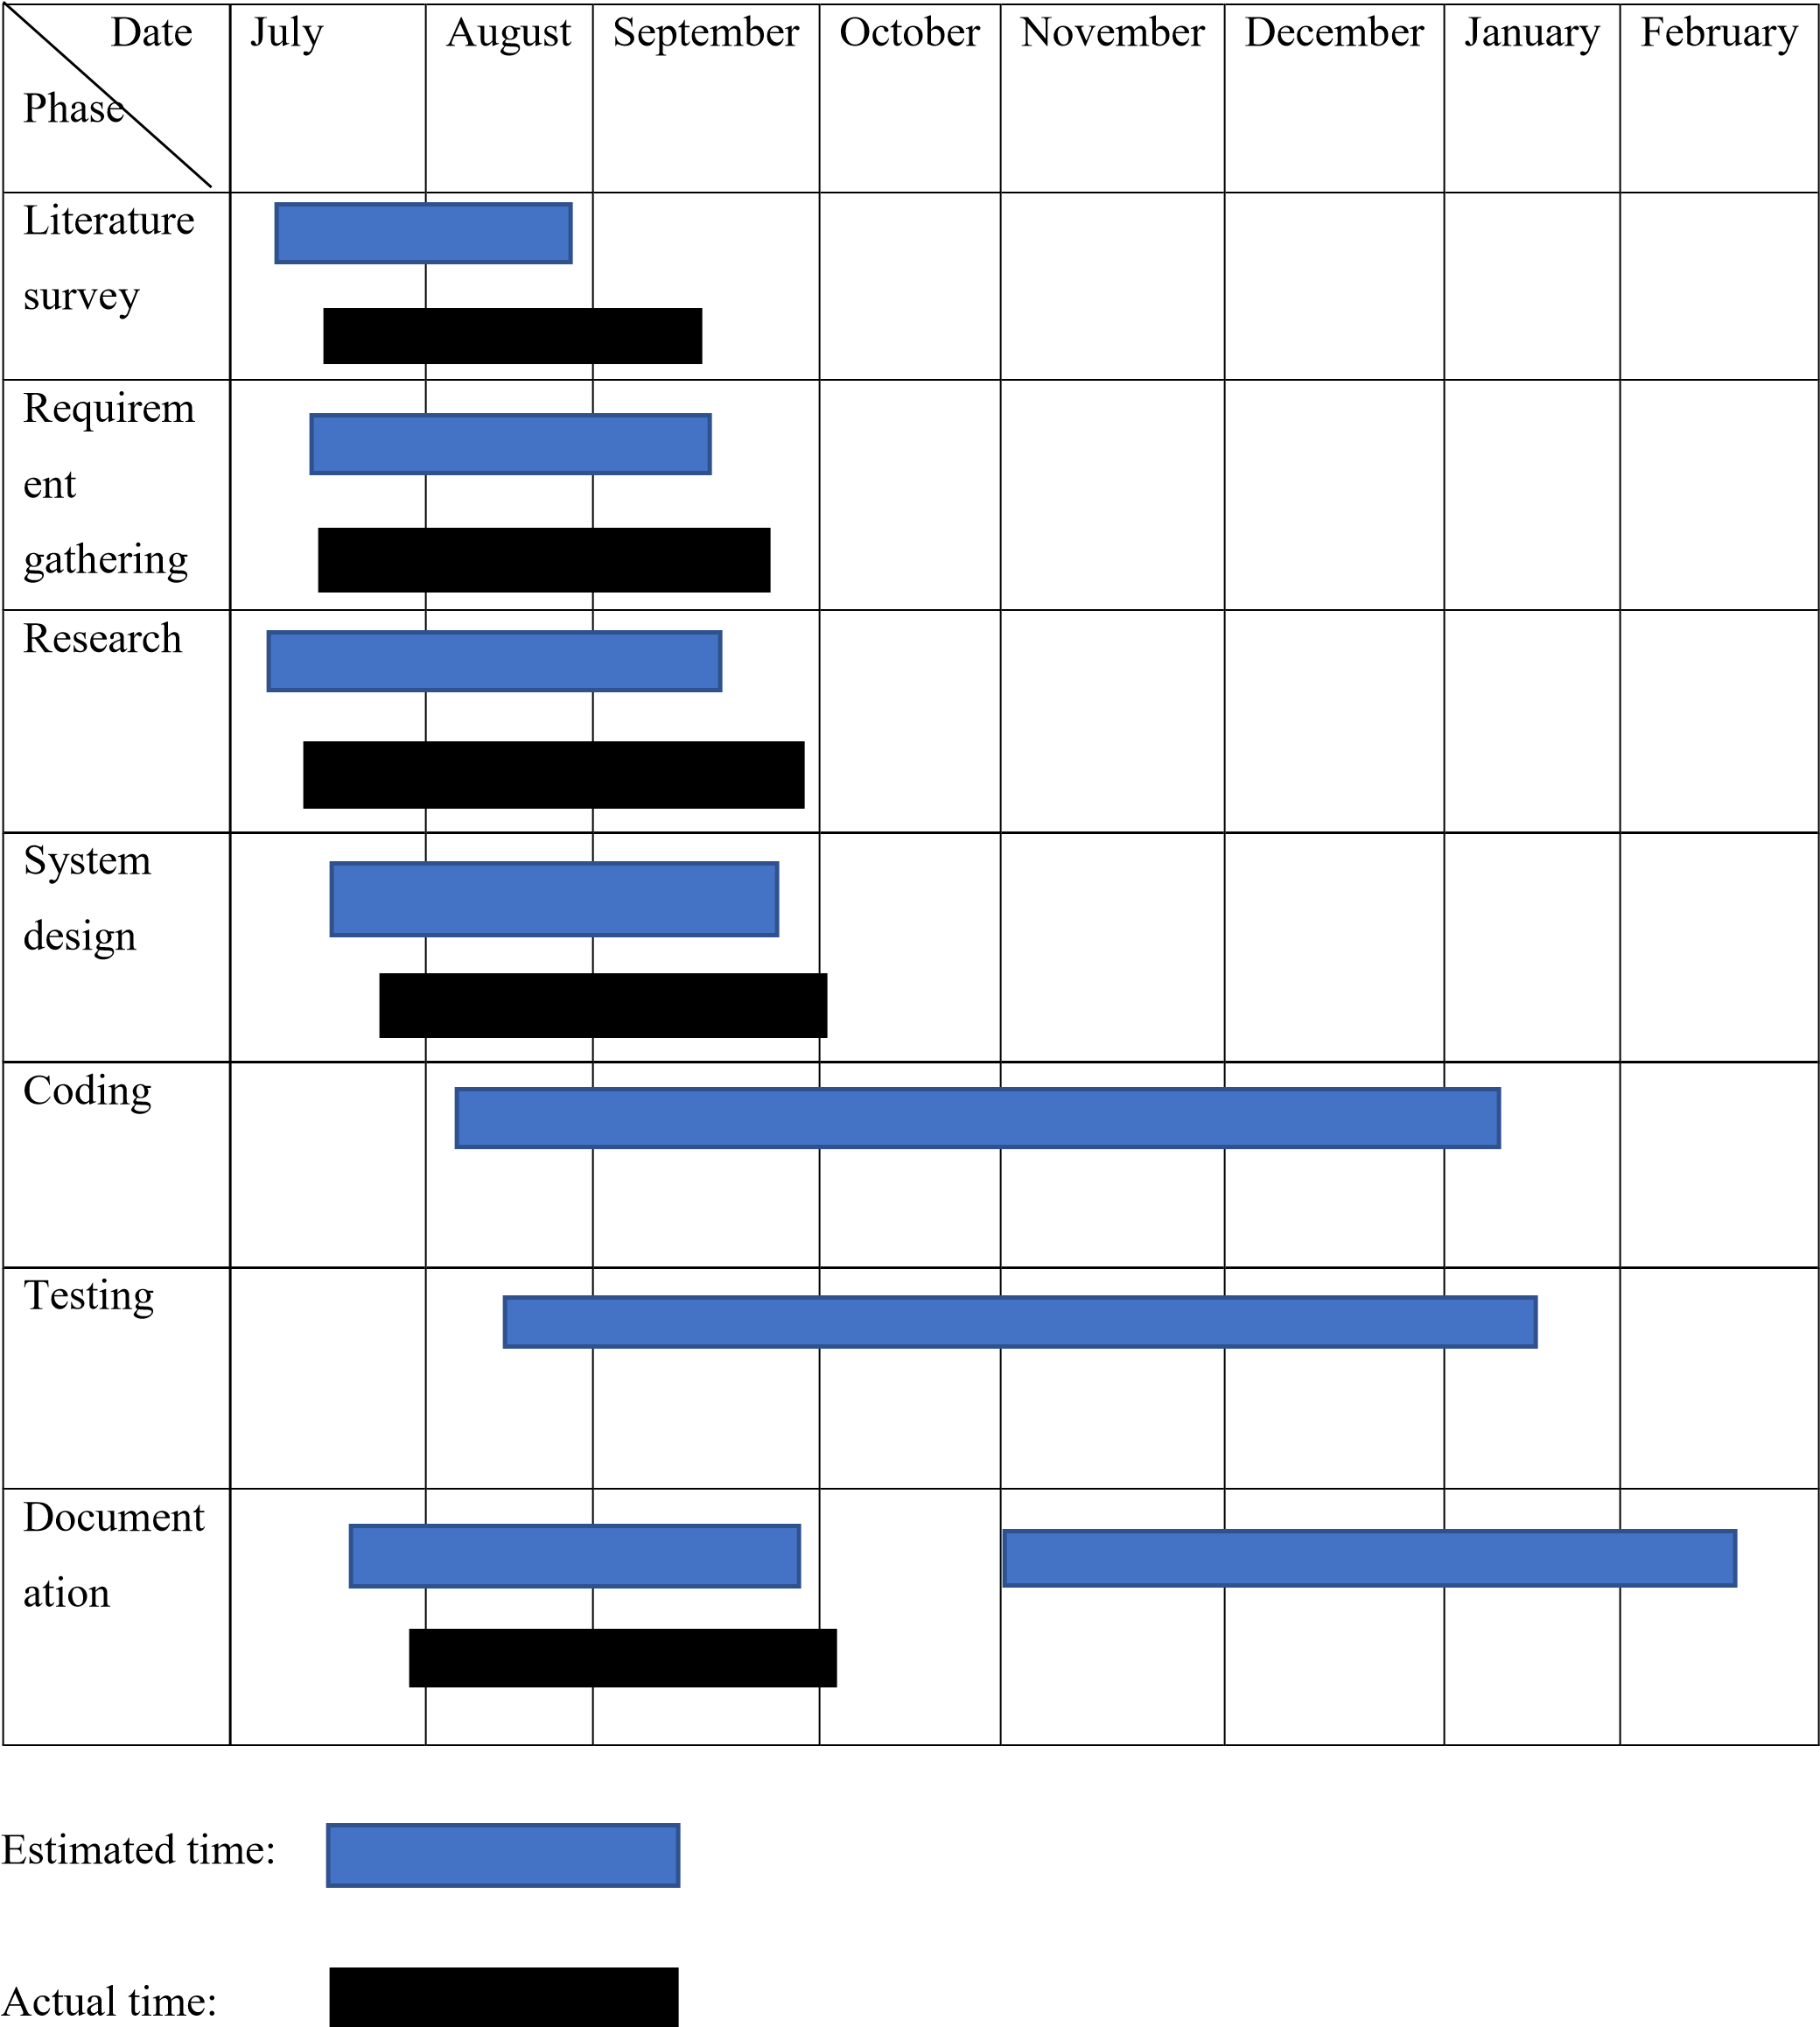 Date July August September October November December January February
Phase
Literature
survey
Requirem
ent
gathering
Research
System
design
Coding
Testing
Document
ation
Estimated time:
Actual time: